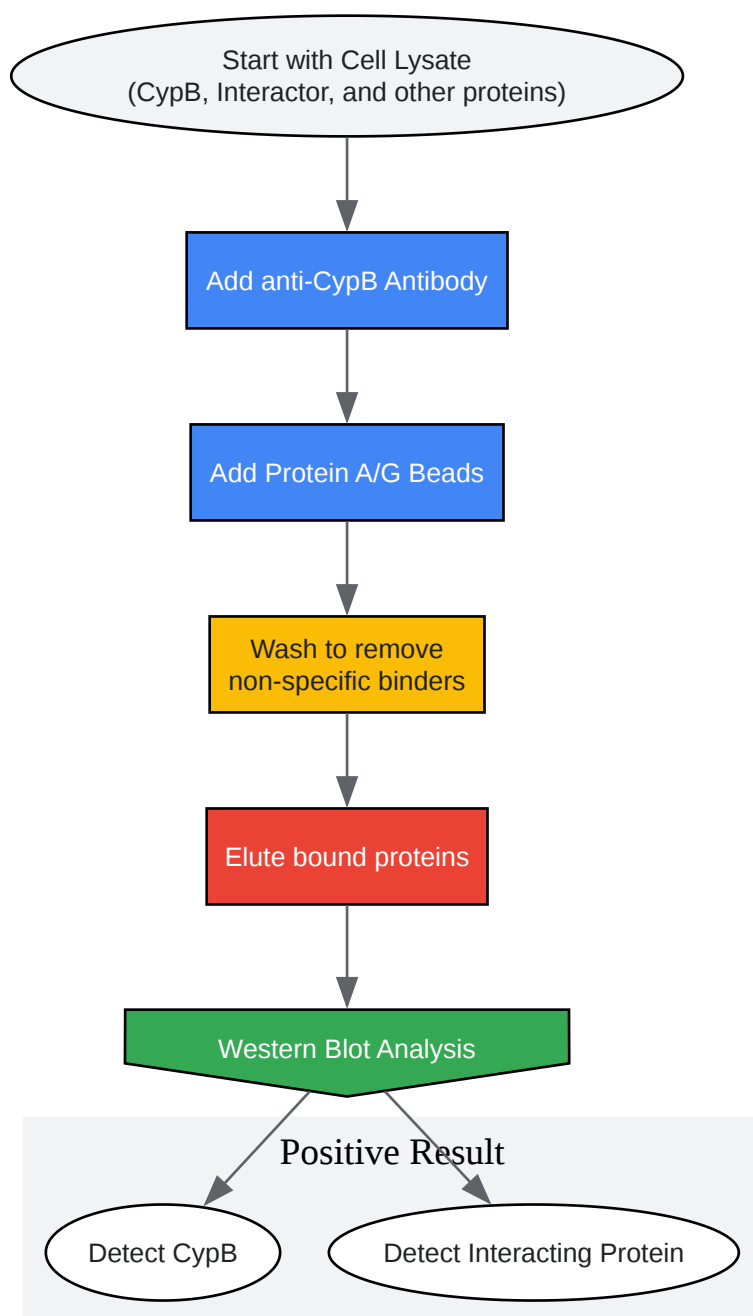 Start with Cell Lysate
(CypB, Interactor, and other proteins)
Add anti-CypB Antibody
Add Protein A/G Beads
Wash to remove
non-specific binders
Elute bound proteins
Western Blot Analysis
Positive Result
Detect CypB
Detect Interacting Protein